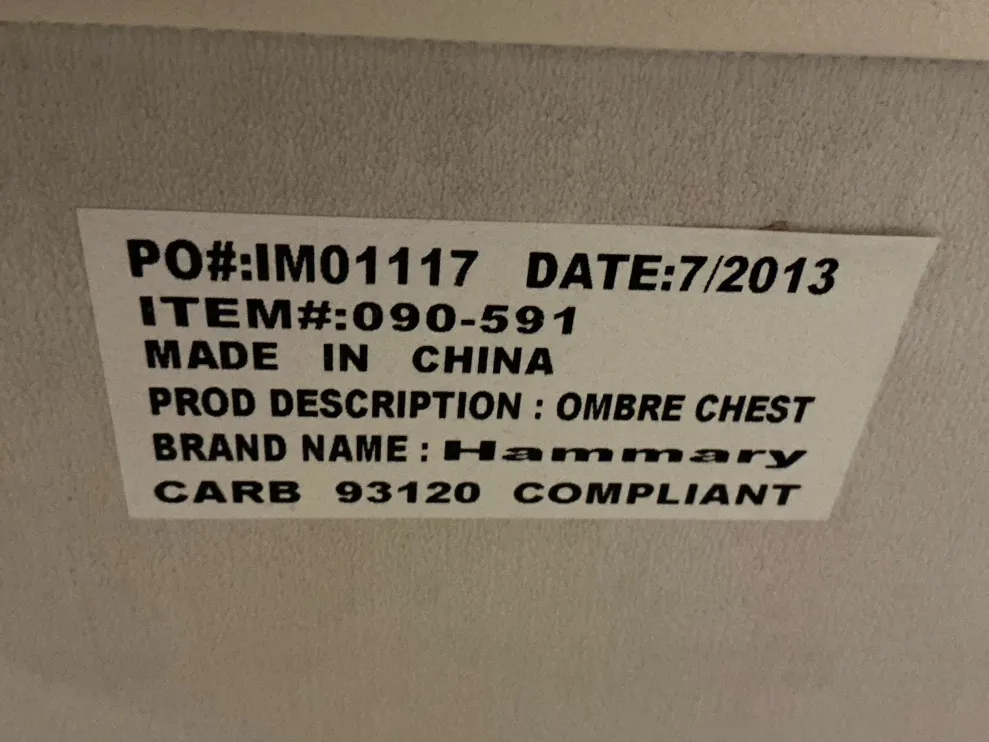 PO#:IM01117 DATE:7/2013
ITEM#:090-591
MADE IN CHINA
PROD DESCRIPTION : OMBRE CHEST
BRAND NAME : Hammary
CARB 93120 COMPLIANT